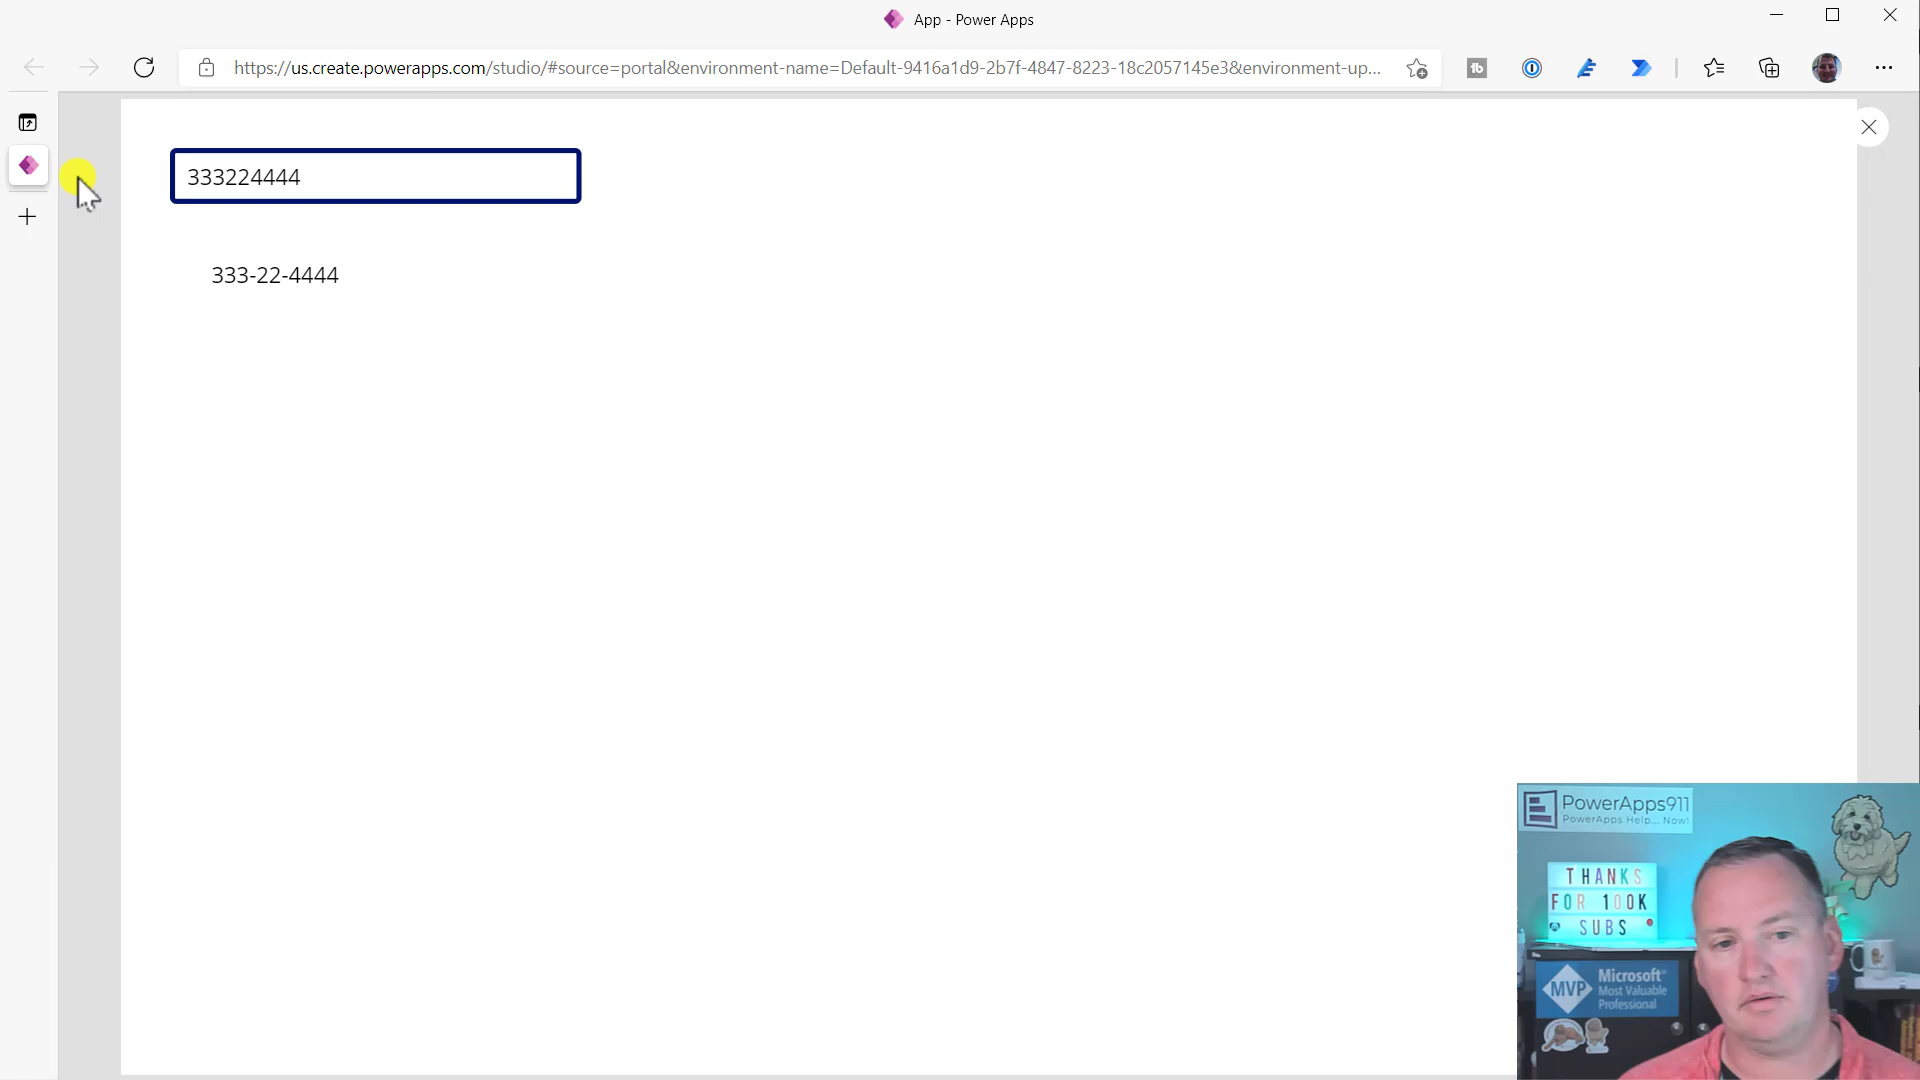 App - Power Apps
https://us.create.powerapps.com/studio/#source=portal&environment-name=Default-9416a1d9-2b7f-4847-8223-18c2057145e3&environment-up...
333224444
333-22-4444
PowerApps911
PowerApps Help... Now!
THANKS
FOR 100K
SUBS
Microsoft
MVP
Most Valuable
Professional